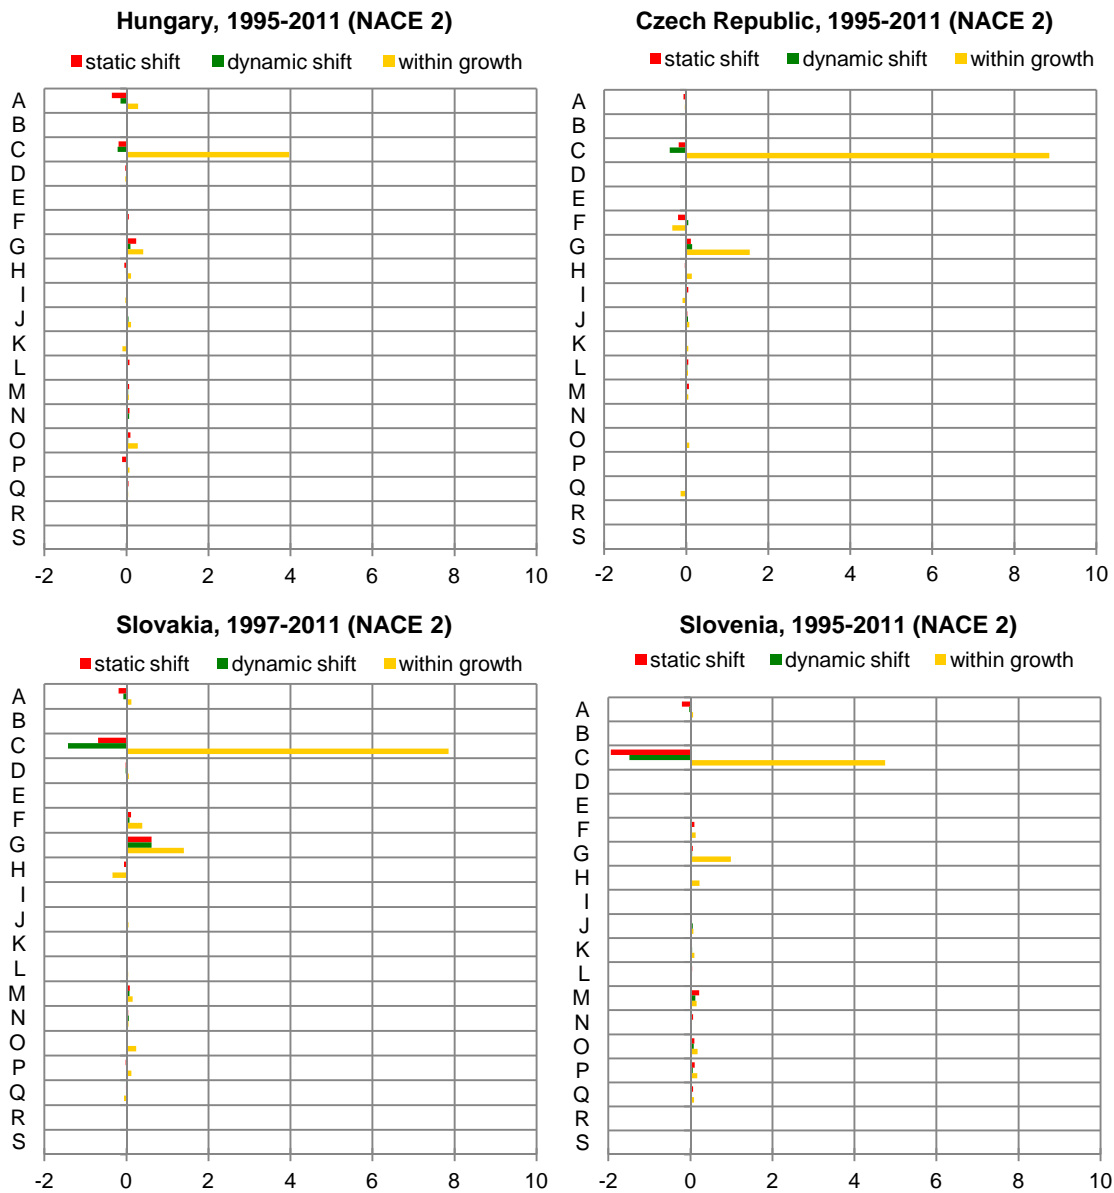 Hungary, 1995-2011 (NACE 2)
static shift dynamic shift within growth
A
B
C
D
E
F
G
H
I
J
K
L
M
N
O
P
Q
R
S
-2 0 2 4 6 8 10
Czech Republic, 1995-2011 (NACE 2)
static shift dynamic shift within growth
A
B
C
D
E
F
G
H
I
J
K
L
M
N
O
P
Q
R
S
-2 0 2 4 6 8 10
Slovakia, 1997-2011 (NACE 2)
static shift dynamic shift within growth
A
B
C
D
E
F
G
H
I
J
K
L
M
N
O
P
Q
R
S
-2 0 2 4 6 8 10
Slovenia, 1995-2011 (NACE 2)
static shift dynamic shift within growth
A
B
C
D
E
F
G
H
I
J
K
L
M
N
O
P
Q
R
S
-2 0 2 4 6 8 10